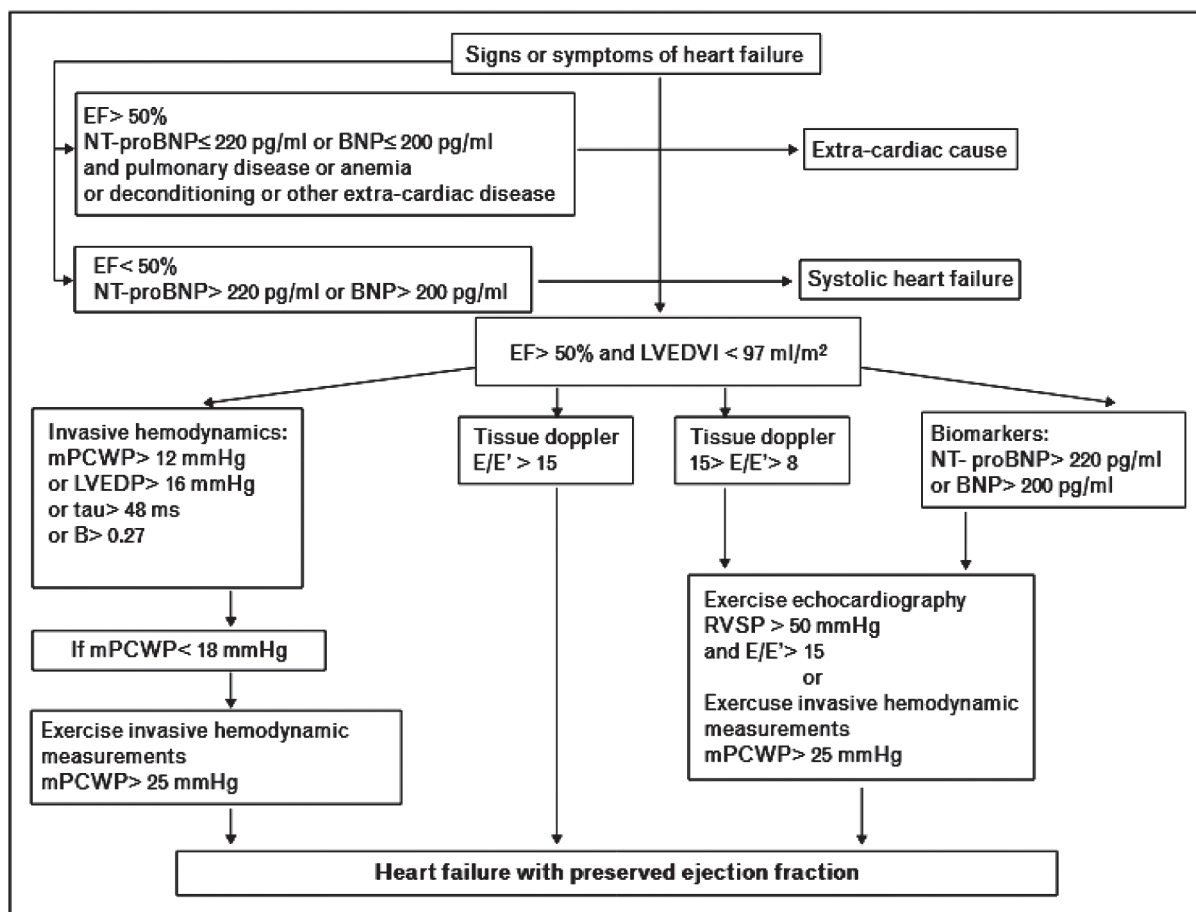 Signs or symptoms of heart failure
EF> 50%
NT-proBNP≤ 220 pg/ml or BNP≤ 200 pg/ml
and pulmonary disease or anemia
or deconditioning or other extra-cardiac disease
Extra-cardiac cause
EF< 50%
NT-proBNP> 220 pg/ml or BNP> 200 pg/ml
Systolic heart failure
EF> 50% and LVEDVI < 97 ml/m²
Invasive hemodynamics:
mPCWP> 12 mmHg
or LVEDP> 16 mmHg
or tau> 48 ms
or B> 0.27
Tissue doppler
E/E' > 15
Tissue doppler
15> E/E'> 8
Biomarkers:
NT- proBNP> 220 pg/ml
or BNP> 200 pg/ml
If mPCWP< 18 mmHg
Exercise invasive hemodynamic
measurements
mPCWP> 25 mmHg
Exercise echocardiography
RVSP > 50 mmHg
and E/E'> 15
or
Exercuse invasive hemodynamic
measurements
mPCWP> 25 mmHg
Heart failure with preserved ejection fraction